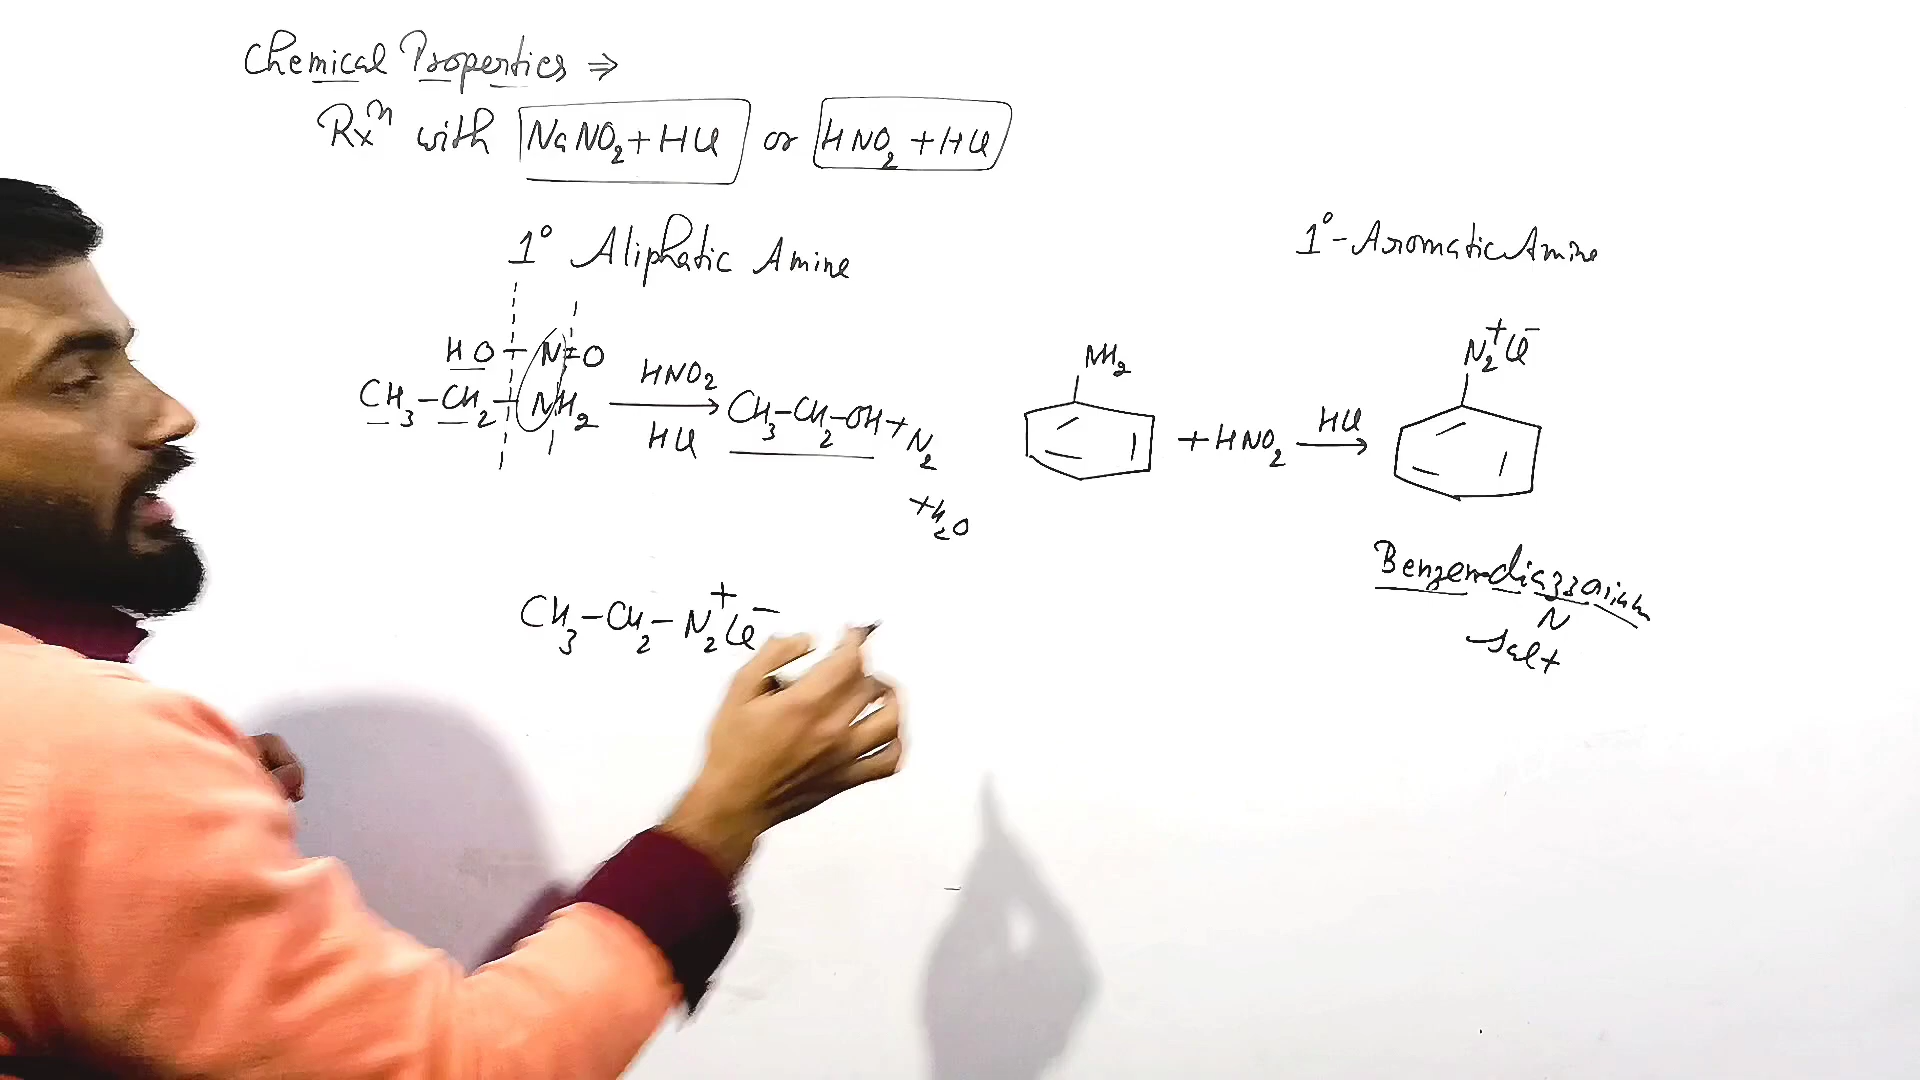 Chemical Properties ⇒
Rxⁿ with NaNO₂+HCl or HNO₂+HCl
1° Aliphatic Amine
HO-N=O
CH₃-CH₂-NH₂ HNO₂ HCl → CH₃-CH₂-OH+N₂
+H₂O
CH₃-CH₂-N₂⁺Cl⁻
1°-Aromatic Amine
NH₂ +HNO₂ HCl → N₂⁺Cl⁻
Salt